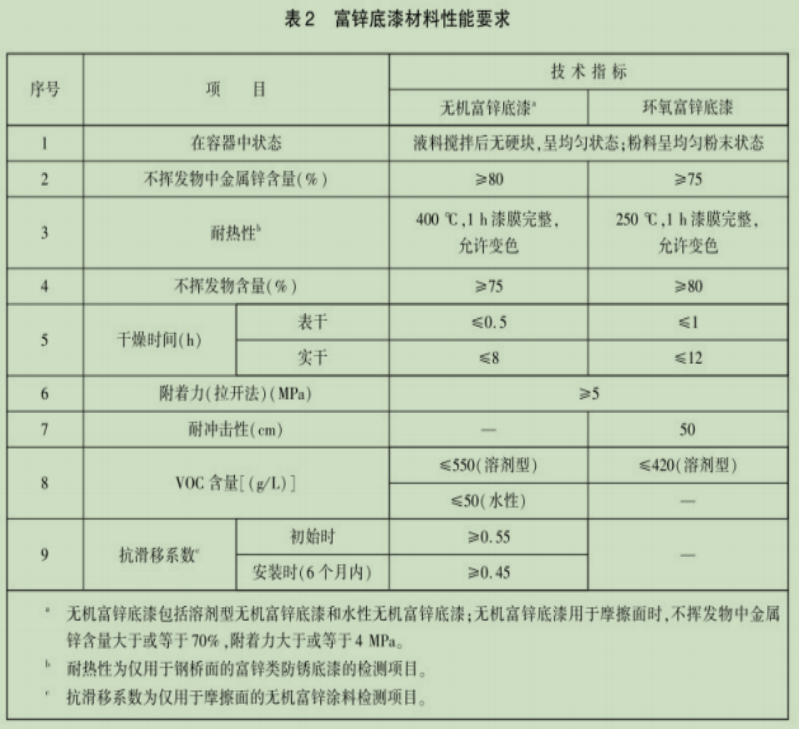 表2 富锌底漆材料性能要求
序号 项 目 技术指标
无机富锌底漆ᵃ 环氧富锌底漆
1 在容器中状态 液料搅拌后无硬块,呈均匀状态;粉料呈均匀粉末状态
2 不挥发物中金属锌含量(%) ≥80 ≥75
3 耐热性ᵇ 400 ℃,1 h漆膜完整, 250 ℃,1 h漆膜完整,
允许变色 允许变色
4 不挥发物含量(%) ≥75 ≥80
5 干燥时间(h) 表干 ≤0.5 ≤1
实干 ≤8 ≤12
6 附着力(拉开法)(MPa) ≥5
7 耐冲击性(cm) — 50
8 VOC 含量[(g/L)] ≤550(溶剂型) ≤420(溶剂型)
≤50(水性) —
9 抗滑移系数ᶜ 初始时 ≥0.55 —
安装时(6个月内) ≥0.45
ᵃ 无机富锌底漆包括溶剂型无机富锌底漆和水性无机富锌底漆;无机富锌底漆用于摩擦面时,不挥发物中金属
锌含量大于或等于70%,附着力大于或等于4 MPa。
ᵇ 耐热性为仅用于钢桥面的富锌类防锈底漆的检测项目。
ᶜ 抗滑移系数为仅用于摩擦面的无机富锌涂料检测项目。